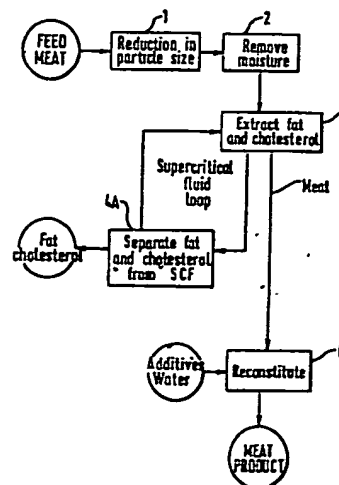 1
2
FEED
MEAT
Reduction in
particle size
Remove
moisture
Extract fat
and cholesterol
Supercritical
fluid
loop
Meat
4A
Fat
cholesterol
Separate fat
and cholesterol
from SCF
Additives
Water
Reconstitute
MEAT
PRODUCT